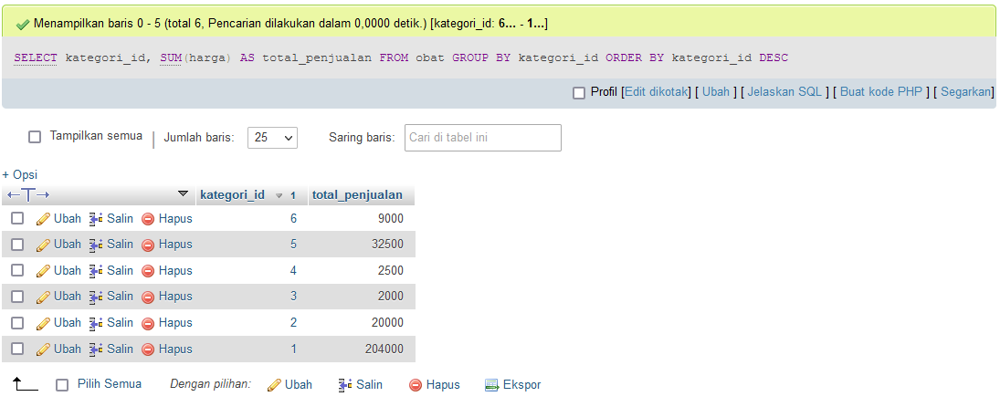 Menampilkan baris 0 - 5 (total 6, Pencarian dilakukan dalam 0,0000 detik.) [kategori_id: 6... - 1...]
SELECT kategori_id, SUM(harga) AS total_penjualan FROM obat GROUP BY kategori_id ORDER BY kategori_id DESC
Profil [Edit dikotak] [ Ubah ] [ Jelaskan SQL ] [ Buat kode PHP ] [ Segarkan]
Tampilkan semua | Jumlah baris: 25 Saring baris: Cari di tabel ini
+ Opsi
←T→ kategori_id 1 total_penjualan
Ubah Salin Hapus 6 9000
Ubah Salin Hapus 5 32500
Ubah Salin Hapus 4 2500
Ubah Salin Hapus 3 2000
Ubah Salin Hapus 2 20000
Ubah Salin Hapus 1 204000
Pilih Semua Dengan pilihan: Ubah Salin Hapus Ekspor